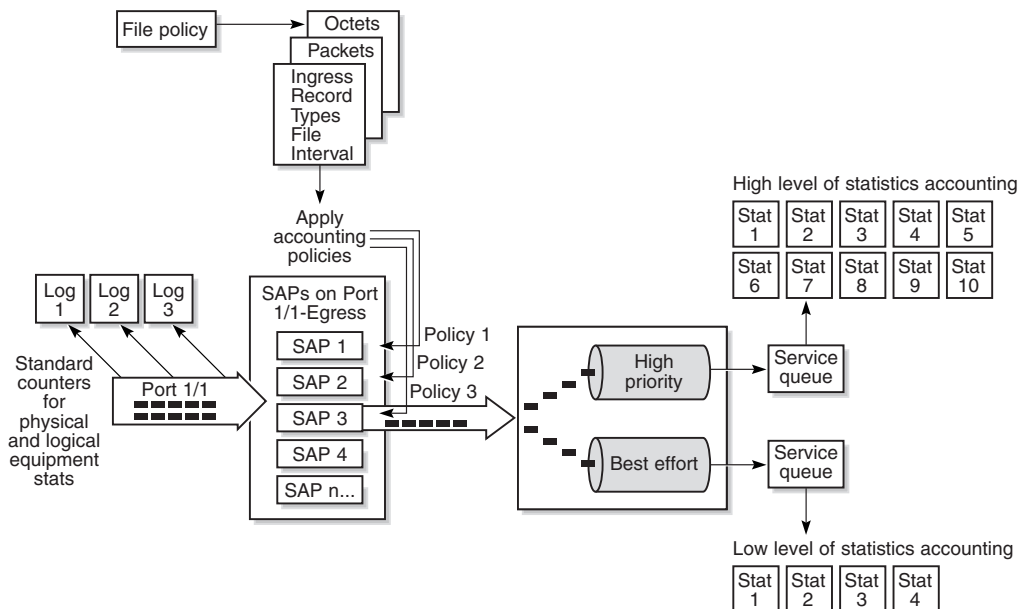 File policy
Octets
Packets
Ingress
Record
Types
File
Interval
Apply
accounting
policies
High level of statistics accounting
Stat
1
Stat
2
Stat
3
Stat
4
Stat
5
Stat
6
Stat
7
Stat
8
Stat
9
Stat
10
Log
1
Log
2
Log
3
Standard
counters
for
physical
and logical
equipment
stats
Port 1/1
SAPs on Port
1/1-Egress
SAP 1
SAP 2
SAP 3
SAP 4
SAP n...
Policy 1
Policy 2
Policy 3
High
priority
Service
queue
Best effort
Service
queue
Low level of statistics accounting
Stat
1
Stat
2
Stat
3
Stat
4